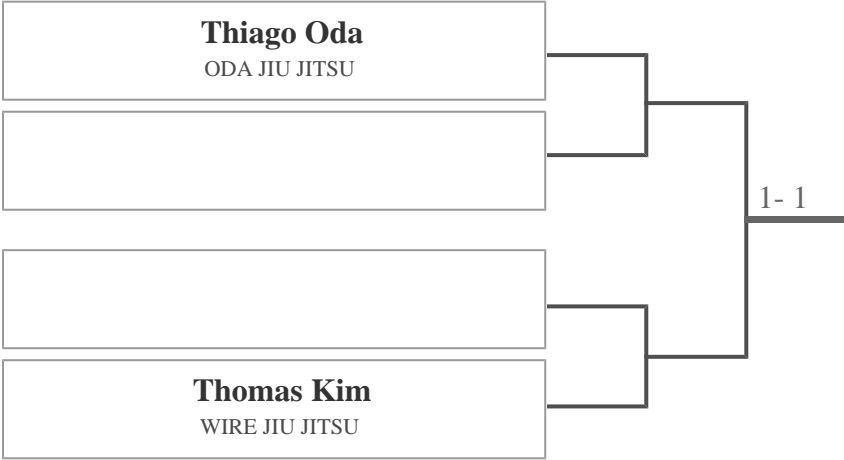 Thiago Oda
ODA JIU JITSU
1- 1
Thomas Kim
WIRE JIU JITSU